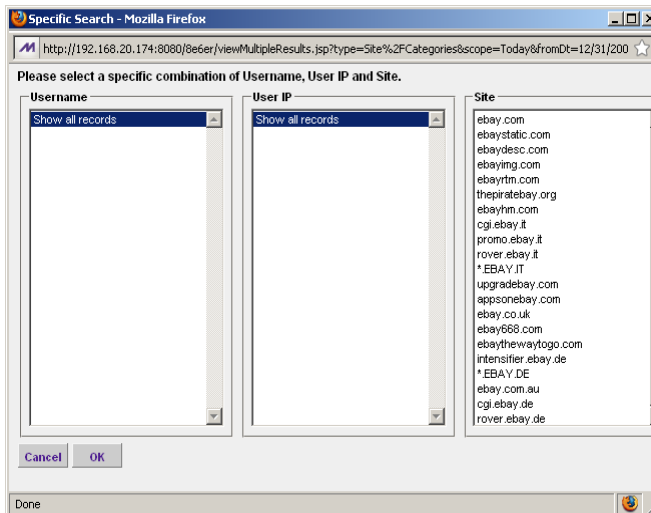 Specific Search - Mozilla Firefox
http://192.168.20.174:8080/8e6er/viewMultipleResults.jsp?type=Site%2FCategories&scope=Today&fromDt=12/31/200
Please select a specific combination of Username, User IP and Site.
Username
User IP
Site
Show all records
Show all records
ebay.com
ebaystatic.com
ebaydesc.com
ebayimg.com
ebayrtm.com
thepiratebay.org
ebayhm.com
cgi.ebay.it
promo.ebay.it
rover.ebay.it
*.EBAY.IT
upgradebay.com
appsonebay.com
ebay.co.uk
ebay668.com
ebaythewaytogo.com
intensifier.ebay.de
*.EBAY.DE
ebay.com.au
cgi.ebay.de
rover.ebay.de
Cancel
OK
Done